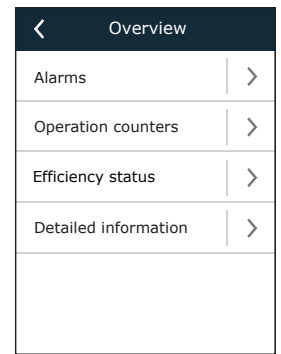 Overview
Alarms
Operation counters
Efficiency status
Detailed information